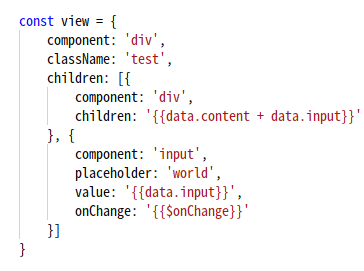 const view = {
    component: 'div',
    className: 'test',
    children: [{
        component: 'div',
        children: '{{data.content + data.input}}'
    }, {
        component: 'input',
        placeholder: 'world',
        value: '{{data.input}}',
        onChange: '{{$onChange}}'
    }]
}